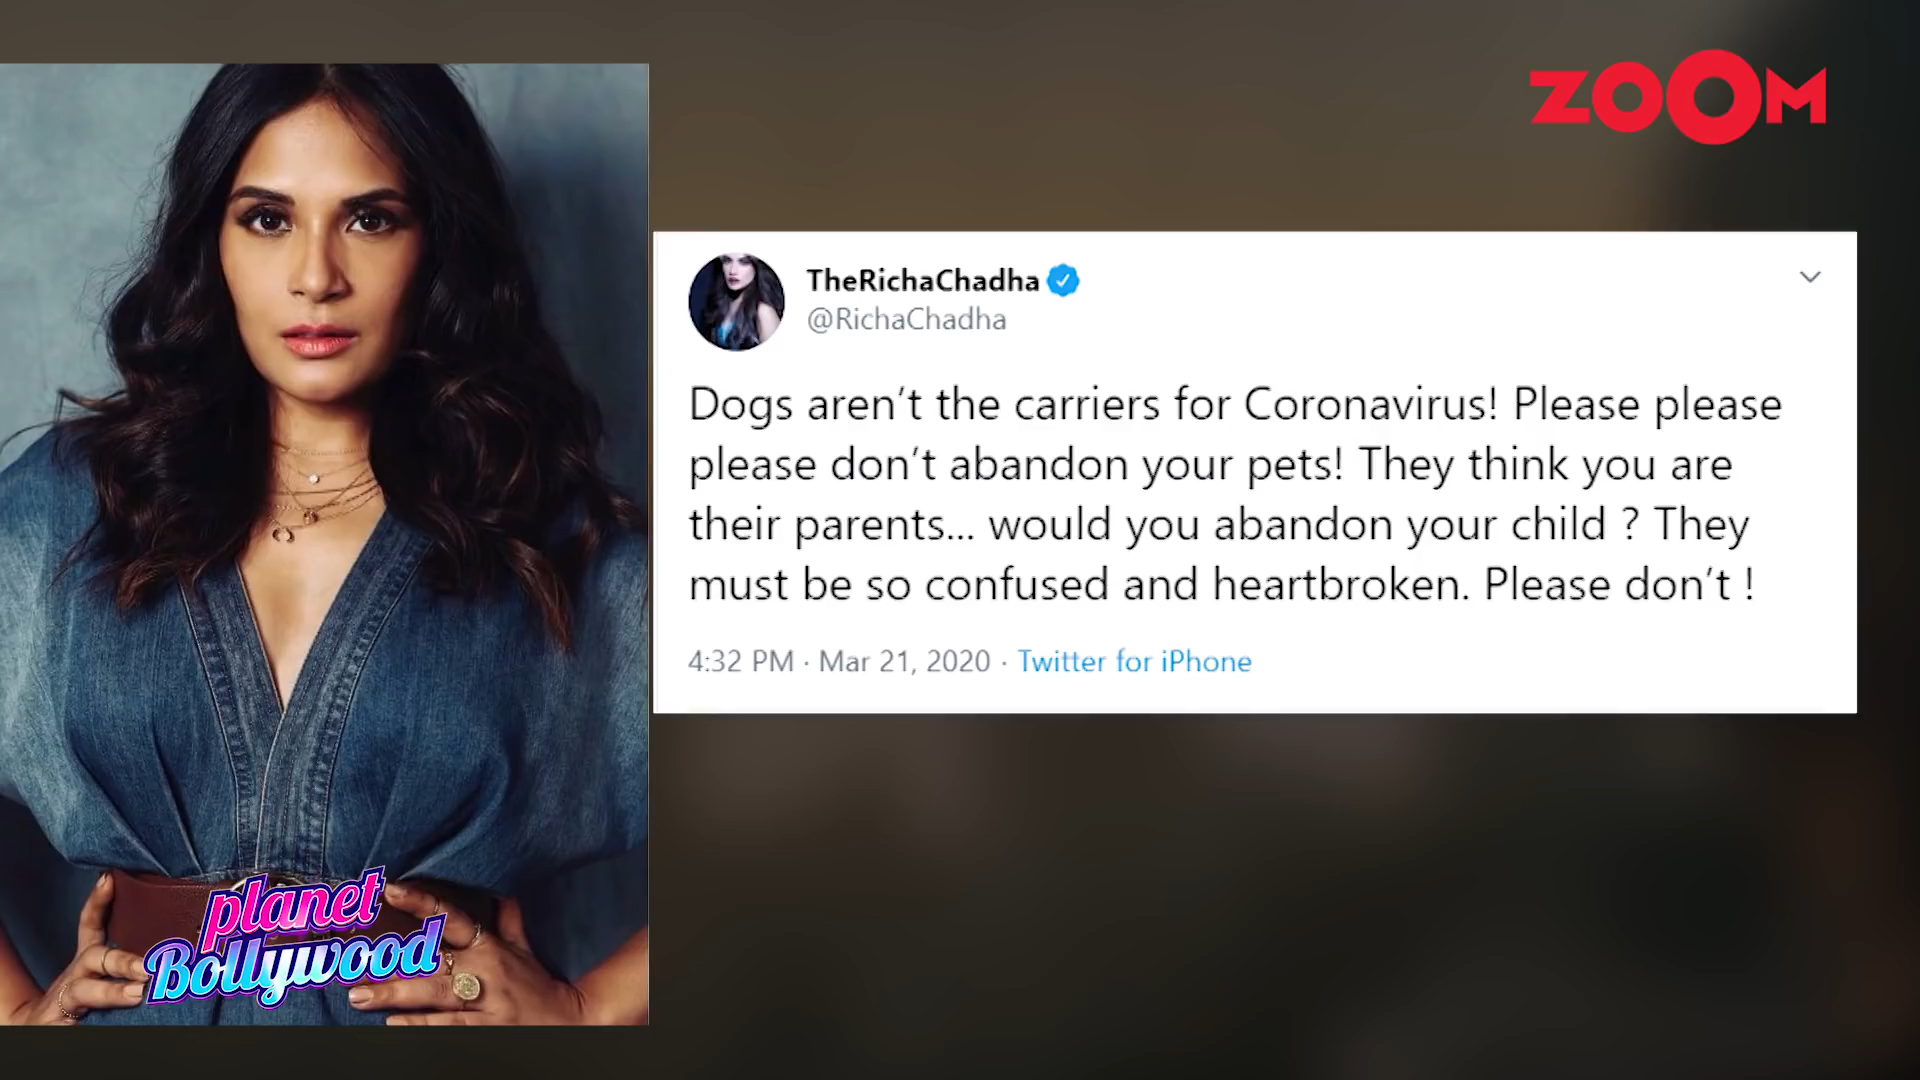 ZOOM
TheRichaChadha
@RichaChadha
Dogs aren’t the carriers for Coronavirus! Please please
please don’t abandon your pets! They think you are
their parents... would you abandon your child ? They
must be so confused and heartbroken. Please don’t !
4:32 PM · Mar 21, 2020 · Twitter for iPhone
planet
Bollywood